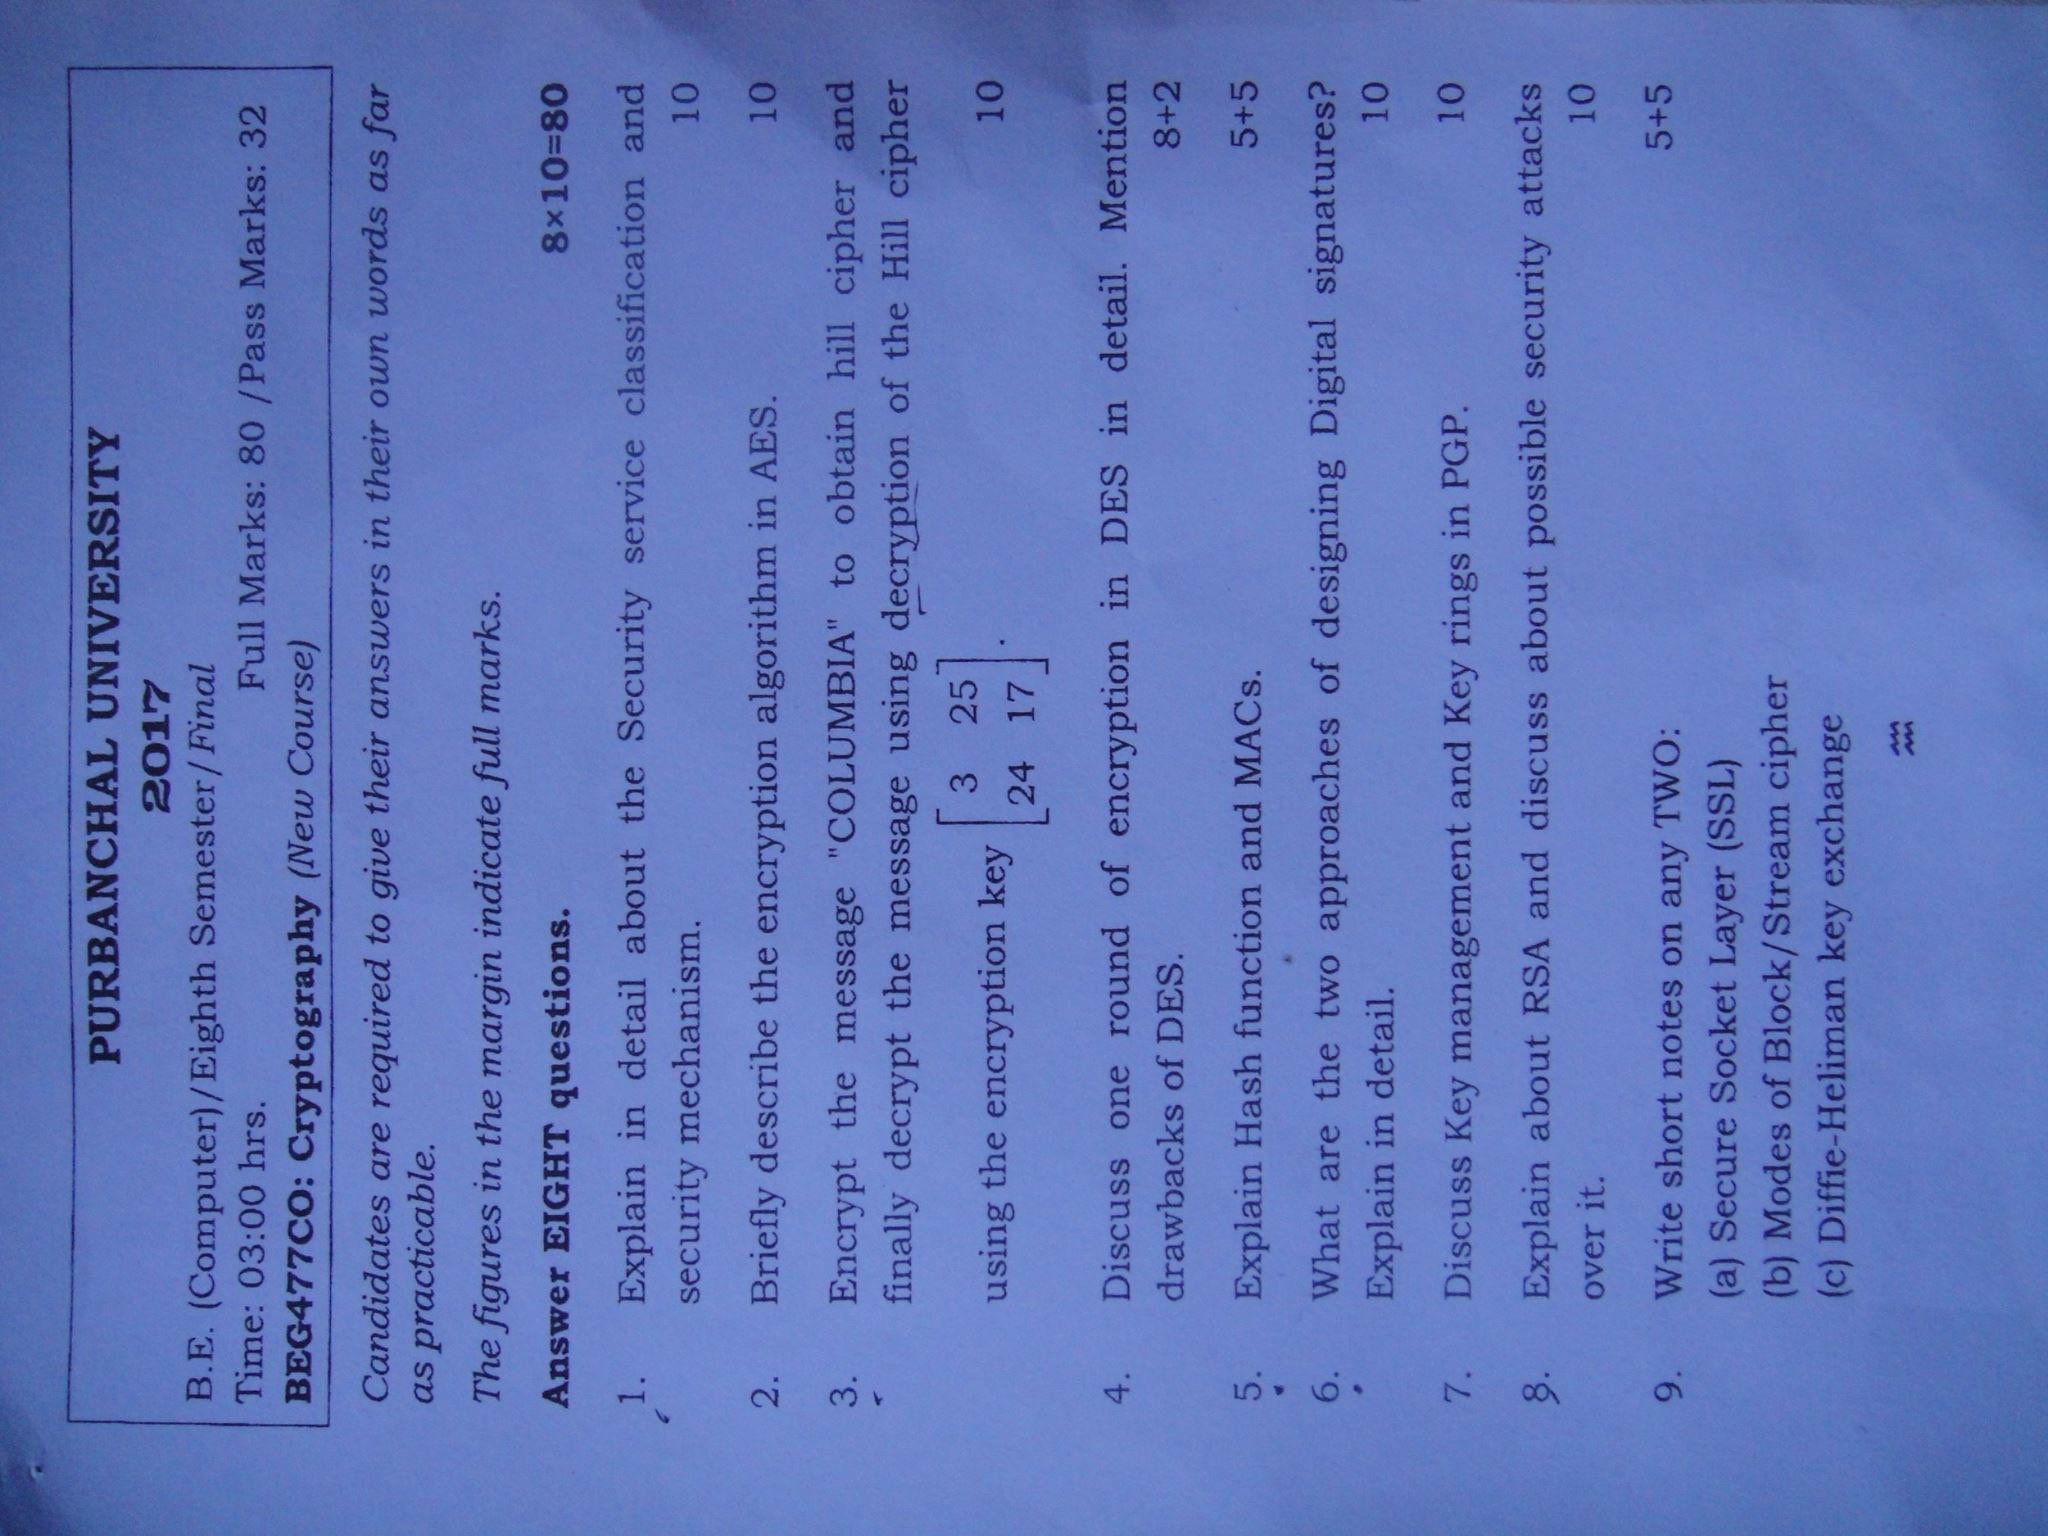 PURBANCHAL UNIVERSITY
2017
B.E. (Computer)/Eighth Semester/Final
Time: 03:00 hrs. Full Marks: 80 /Pass Marks: 32
BEG477CO: Cryptography (New Course)
Candidates are required to give their answers in their own words as far
as practicable.
The figures in the margin indicate full marks.
Answer EIGHT questions. 8×10=80
1. Explain in detail about the Security service classification and
security mechanism. 10
2. Briefly describe the encryption algorithm in AES. 10
3. Encrypt the message "COLUMBIA" to obtain hill cipher and
finally decrypt the message using decryption of the Hill cipher
using the encryption key [3 25
24 17]. 10
4. Discuss one round of encryption in DES in detail. Mention
drawbacks of DES. 8+2
5. Explain Hash function and MACs. 5+5
6. What are the two approaches of designing Digital signatures?
Explain in detail. 10
7. Discuss Key management and Key rings in PGP. 10
8. Explain about RSA and discuss about possible security attacks
over it. 10
9. Write short notes on any TWO: 5+5
(a) Secure Socket Layer (SSL)
(b) Modes of Block/Stream cipher
(c) Diffie-Heliman key exchange